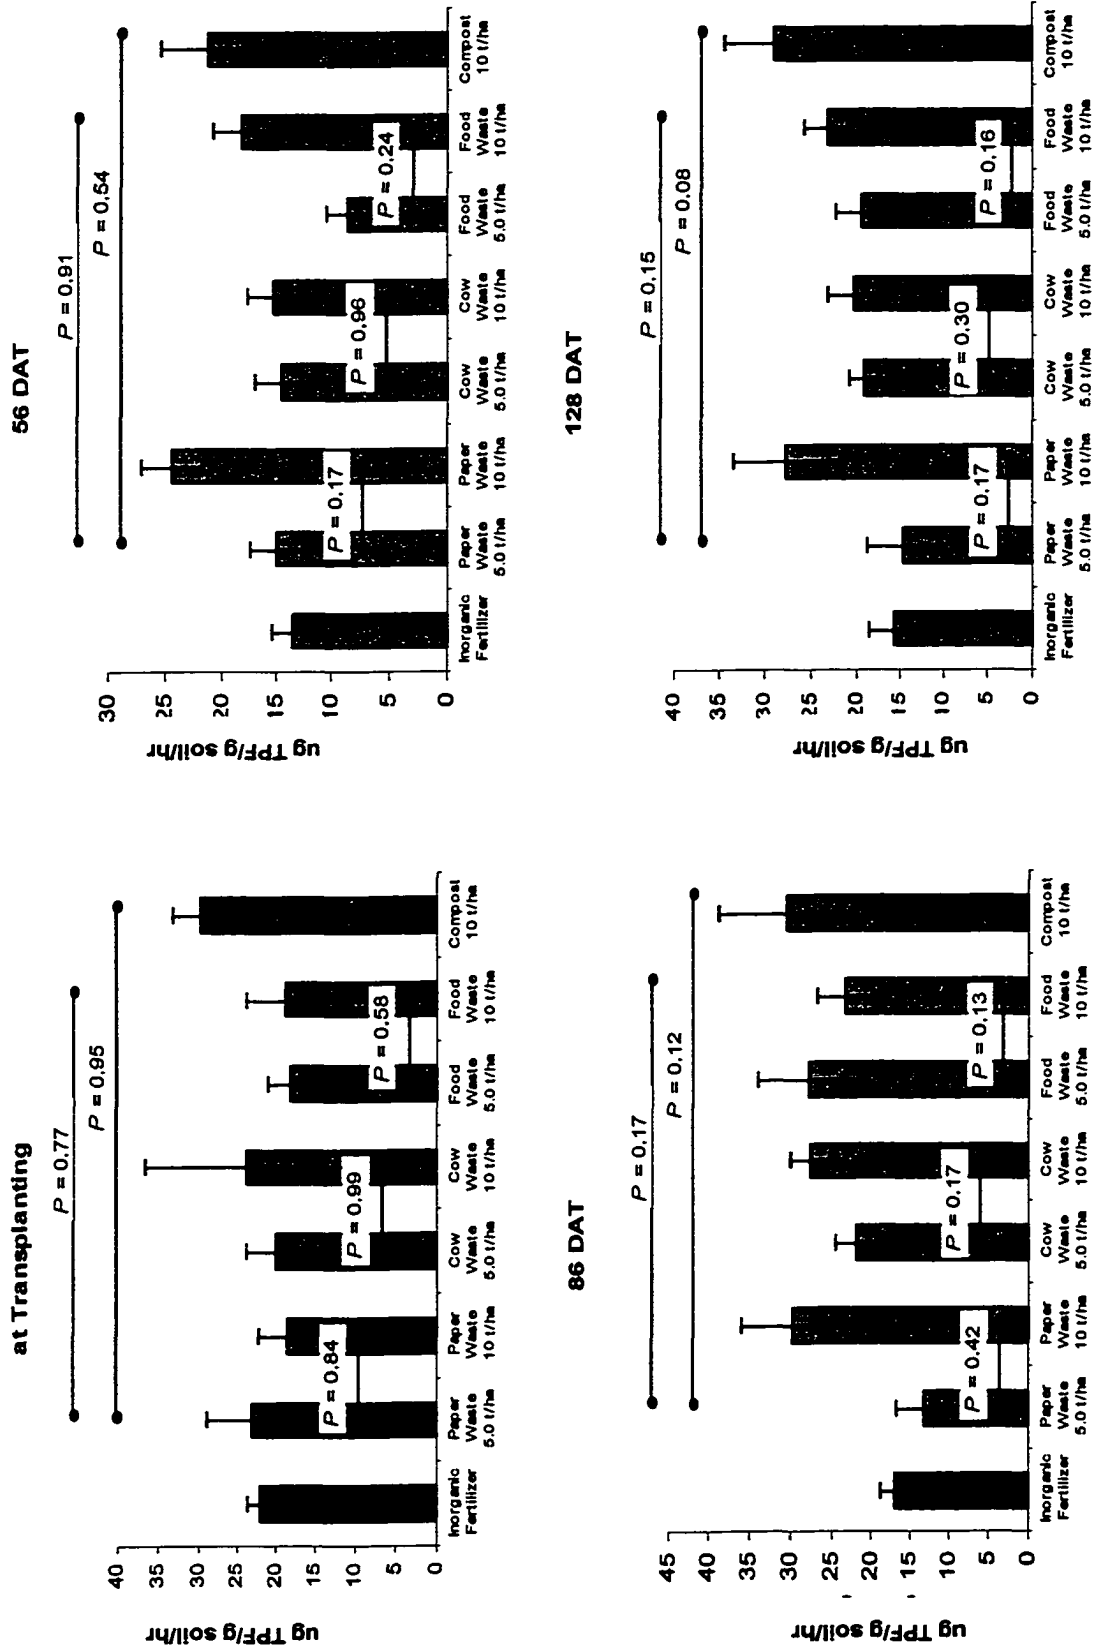 at Transplanting
P = 0.77
P = 0.95
ug TPF/g soil/hr
40
35
30
25
20
15
10
5
0
P = 0.84
P = 0.99
P = 0.58
Inorganic
Fertilizer
Paper
Waste
5.0 t/ha
Paper
Waste
10 t/ha
Cow
Waste
5.0 t/ha
Cow
Waste
10 t/ha
Food
Waste
5.0 t/ha
Food
Waste
10 t/ha
Compost
10 t/ha
56 DAT
P = 0.91
P = 0.54
ug TPF/g soil/hr
30
25
20
15
10
5
0
P = 0.17
P = 0.96
P = 0.24
Inorganic
Fertilizer
Paper
Waste
5.0 t/ha
Paper
Waste
10 t/ha
Cow
Waste
5.0 t/ha
Cow
Waste
10 t/ha
Food
Waste
5.0 t/ha
Food
Waste
10 t/ha
Compost
10 t/ha
86 DAT
P = 0.17
P = 0.12
ug TPF/g soil/hr
45
40
35
30
25
20
15
10
5
0
P = 0.42
P = 0.17
P = 0.13
Inorganic
Fertilizer
Paper
Waste
5.0 t/ha
Paper
Waste
10 t/ha
Cow
Waste
5.0 t/ha
Cow
Waste
10 t/ha
Food
Waste
5.0 t/ha
Food
Waste
10 t/ha
Compost
10 t/ha
128 DAT
P = 0.15
P = 0.08
ug TPF/g soil/hr
40
35
30
25
20
15
10
5
0
P = 0.17
P = 0.30
P = 0.16
Inorganic
Fertilizer
Paper
Waste
5.0 t/ha
Paper
Waste
10 t/ha
Cow
Waste
5.0 t/ha
Cow
Waste
10 t/ha
Food
Waste
5.0 t/ha
Food
Waste
10 t/ha
Compost
10 t/ha